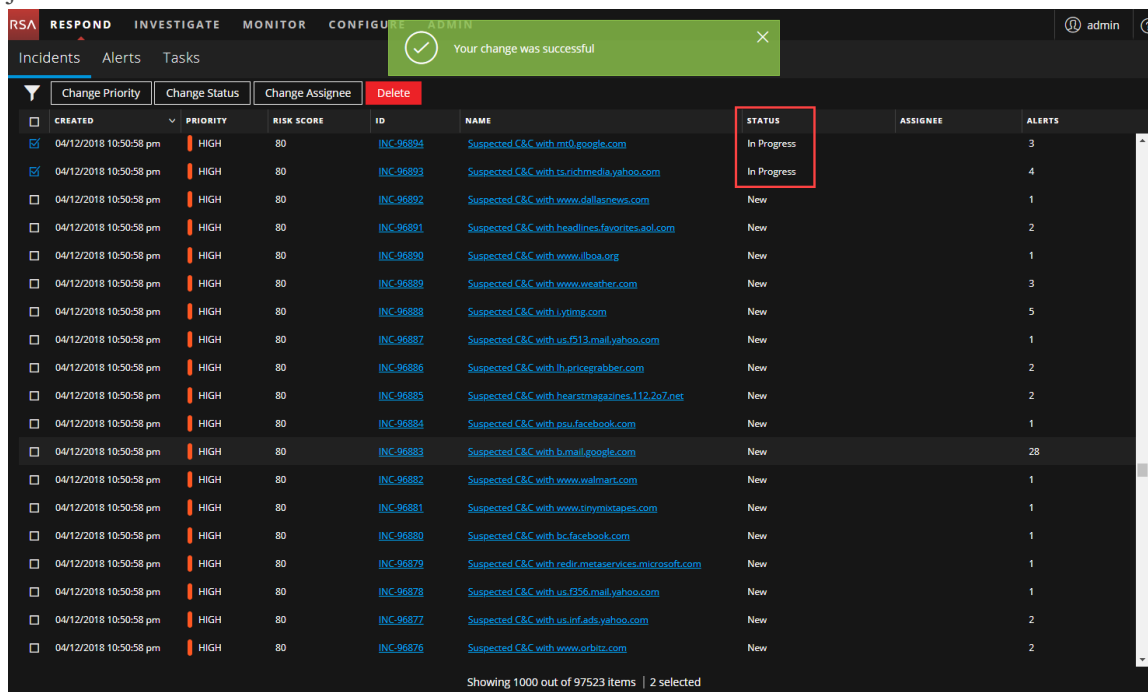 RSA RESPOND INVESTIGATE MONITOR CONFIGURE ADMIN admin
Your change was successful
Incidents Alerts Tasks
Change Priority Change Status Change Assignee Delete
CREATED PRIORITY RISK SCORE ID NAME STATUS ASSIGNEE ALERTS
04/12/2018 10:50:58 pm HIGH 80 INC-96894 Suspected C&C with mt0.google.com In Progress 3
04/12/2018 10:50:58 pm HIGH 80 INC-96893 Suspected C&C with ts.richmedia.yahoo.com In Progress 4
04/12/2018 10:50:58 pm HIGH 80 INC-96892 Suspected C&C with www.dallasnews.com New 1
04/12/2018 10:50:58 pm HIGH 80 INC-96891 Suspected C&C with headlines.favorites.aol.com New 2
04/12/2018 10:50:58 pm HIGH 80 INC-96890 Suspected C&C with www.ilboa.org New 1
04/12/2018 10:50:58 pm HIGH 80 INC-96889 Suspected C&C with www.weather.com New 3
04/12/2018 10:50:58 pm HIGH 80 INC-96888 Suspected C&C with i.ytimg.com New 5
04/12/2018 10:50:58 pm HIGH 80 INC-96887 Suspected C&C with us.f513.mail.yahoo.com New 1
04/12/2018 10:50:58 pm HIGH 80 INC-96886 Suspected C&C with lh.pricegrabber.com New 2
04/12/2018 10:50:58 pm HIGH 80 INC-96885 Suspected C&C with hearstmagazines.112.2o7.net New 2
04/12/2018 10:50:58 pm HIGH 80 INC-96884 Suspected C&C with psu.facebook.com New 1
04/12/2018 10:50:58 pm HIGH 80 INC-96883 Suspected C&C with b.mail.google.com New 28
04/12/2018 10:50:58 pm HIGH 80 INC-96882 Suspected C&C with www.walmart.com New 1
04/12/2018 10:50:58 pm HIGH 80 INC-96881 Suspected C&C with www.tinymixtapes.com New 1
04/12/2018 10:50:58 pm HIGH 80 INC-96880 Suspected C&C with bc.facebook.com New 1
04/12/2018 10:50:58 pm HIGH 80 INC-96879 Suspected C&C with redir.metaservices.microsoft.com New 1
04/12/2018 10:50:58 pm HIGH 80 INC-96878 Suspected C&C with us.f356.mail.yahoo.com New 1
04/12/2018 10:50:58 pm HIGH 80 INC-96877 Suspected C&C with us.inf.ads.yahoo.com New 2
04/12/2018 10:50:58 pm HIGH 80 INC-96876 Suspected C&C with www.orbitz.com New 2
Showing 1000 out of 97523 items | 2 selected